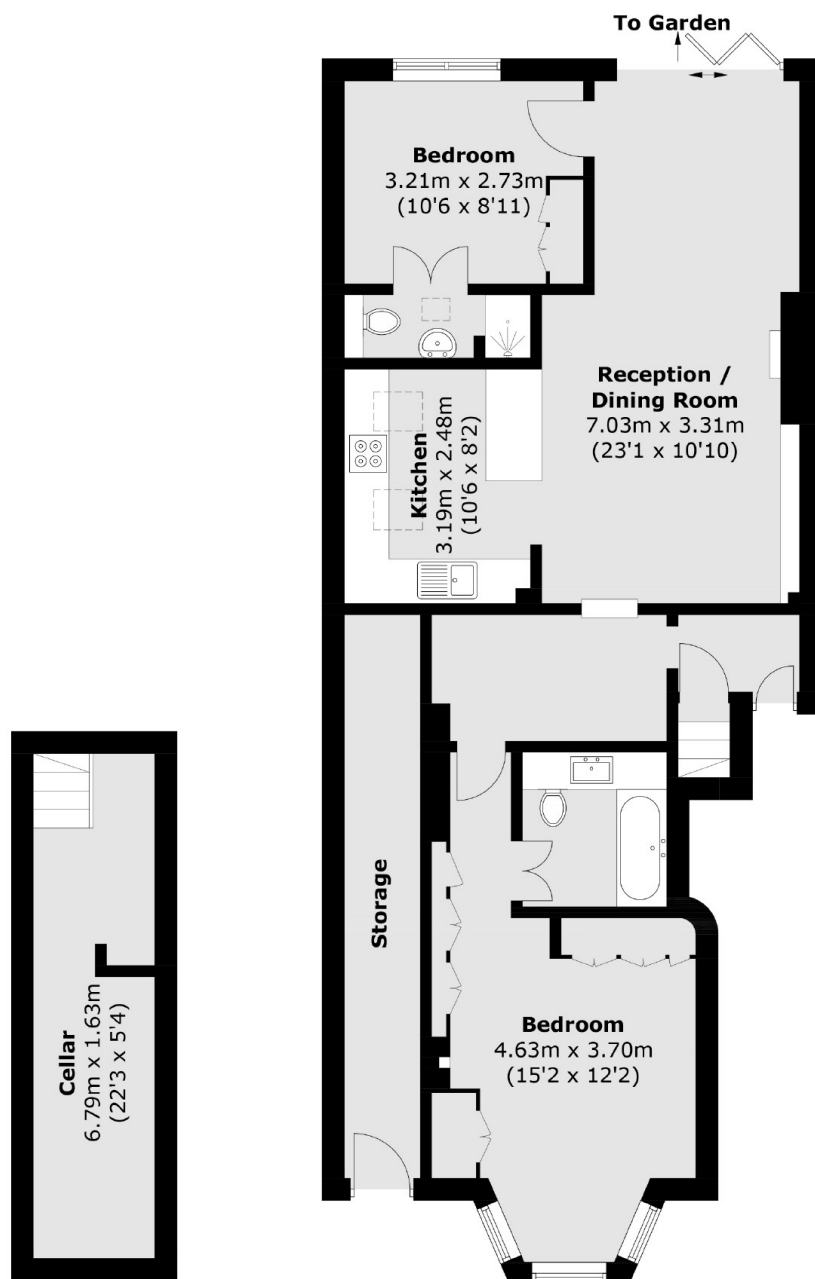 To Garden
Bedroom
3.21m x 2.73m
(10'6 x 8'11)
Reception /
Dining Room
7.03m x 3.31m
(23'1 x 10'10)
Kitchen
3.19m x 2.48m
(10'6 x 8'2)
Storage
Bedroom
4.63m x 3.70m
(15'2 x 12'2)
Cellar
6.79m x 1.63m
(22'3 x 5'4)